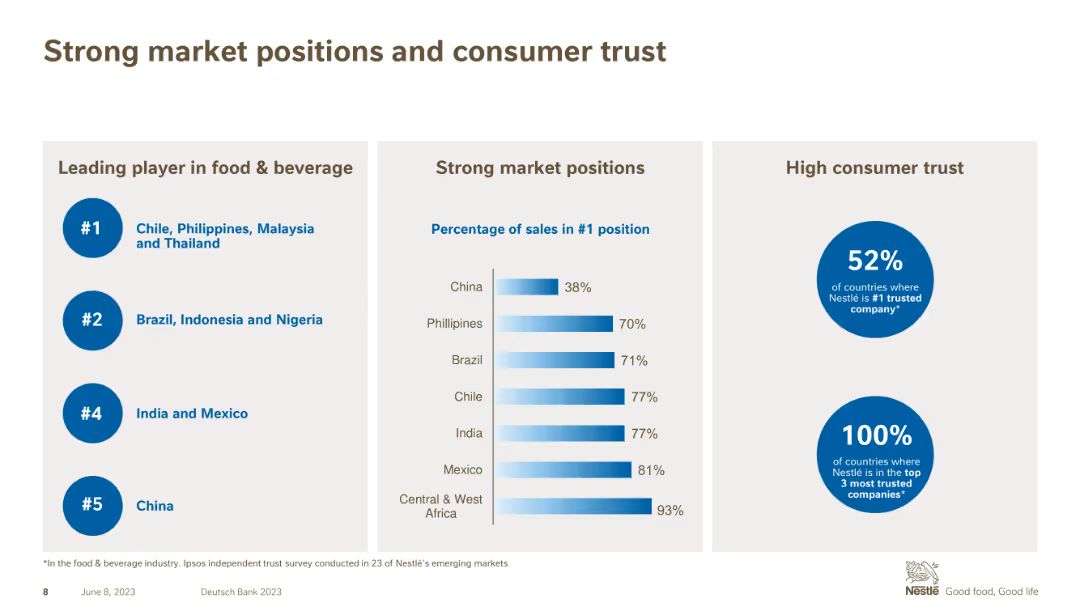 Strong market positions and consumer trust
Leading player in food & beverage
#1
Chile, Philippines, Malaysia
and Thailand
#2
Brazil, Indonesia and Nigeria
#4
India and Mexico
#5
China
Strong market positions
Percentage of sales in #1 position
China
38%
Phillipines
70%
Brazil
71%
Chile
77%
India
77%
Mexico
81%
Central & West
Africa
93%
High consumer trust
52%
of countries where
Nestlé is #1 trusted
company*
100%
of countries where
Nestlé is in the top
3 most trusted
companies*
*In the food & beverage industry. Ipsos independent trust survey conducted in 23 of Nestlé's emerging markets
8
June 8, 2023
Deutsch Bank 2023
Nestlé
Good food, Good life